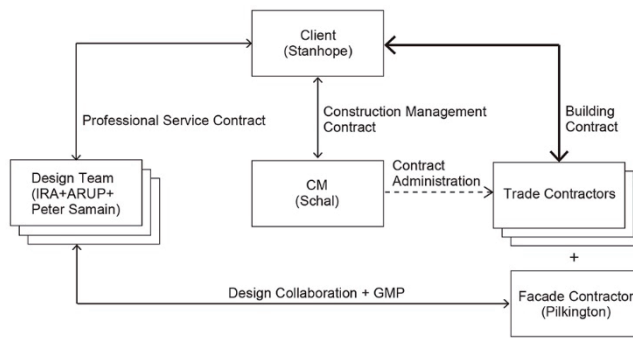 Client
(Stanhope)
Professional Service Contract
Construction Management
Contract
Building
Contract
Design Team
(IRA+ARUP+
Peter Samain)
CM
(Schal)
Contract
Administration
Trade Contractors
+
Design Collaboration + GMP
Facade Contractor
(Pilkington)